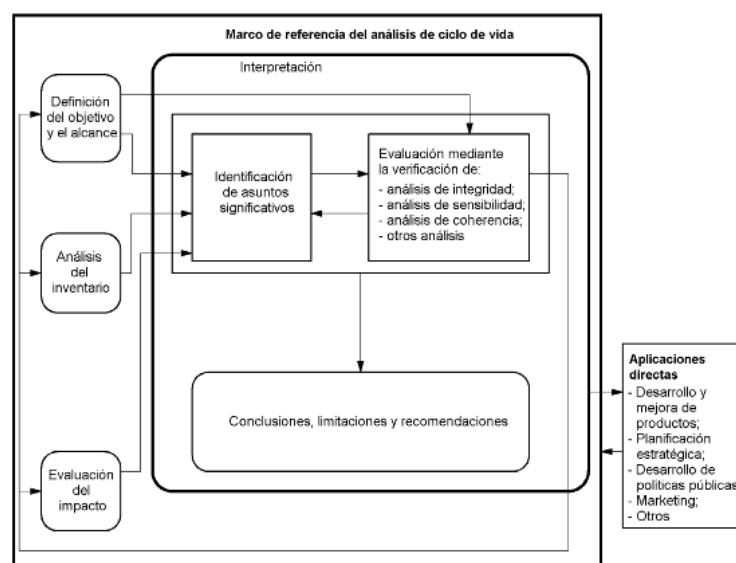 Marco de referencia del análisis de ciclo de vida
Interpretación
Definición
del objetivo
y el alcance
Identificación
de asuntos
significativos
Evaluación mediante
la verificación de:
- análisis de integridad;
- análisis de sensibilidad;
- análisis de coherencia;
- otros análisis
Análisis
del
inventario
Evaluación
del
impacto
Conclusiones, limitaciones y recomendaciones
Aplicaciones
directas
- Desarrollo y
mejora de
productos;
- Planificación
estratégica;
- Desarrollo de
políticas públicas
- Marketing;
- Otros